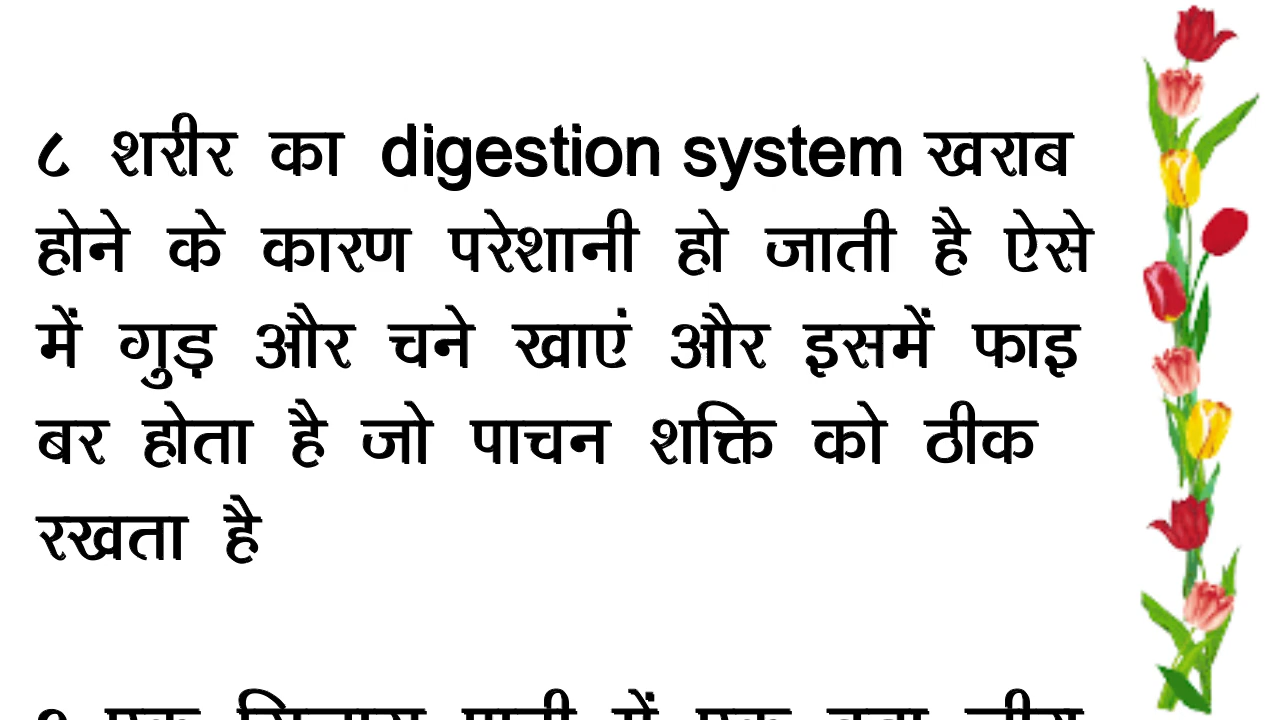 ८ शरीर का digestion system खराब
होने के कारण परेशानी हो जाती है ऐसे
में गुड़ और चने खाएं और इसमें फाइ
बर होता है जो पाचन शक्ति को ठीक
रखता है